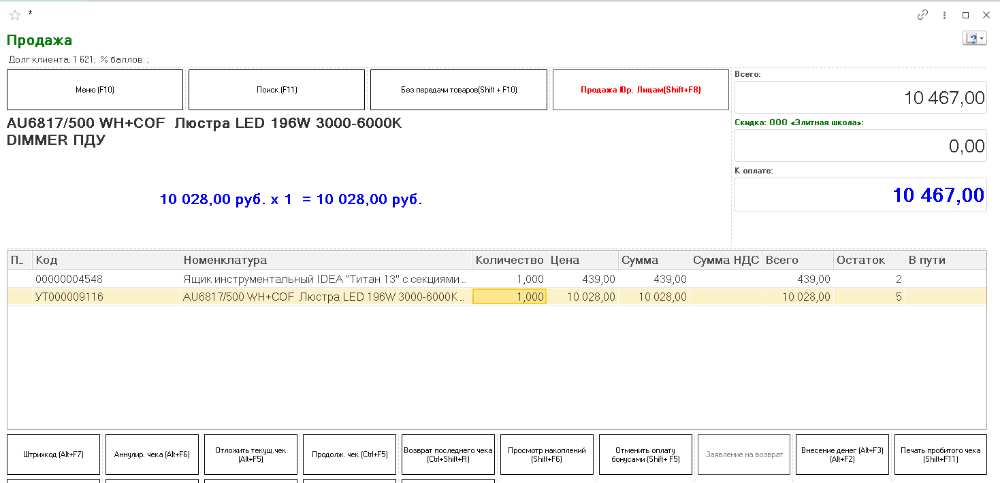 *
Продажа
Долг клиента: 1 621; % баллов: ;
Меню (F10)
Поиск (F11)
Без передачи товаров(Shift + F10)
Продажа Юр. Лицам(Shift+F8)
Всего:
10 467,00
AU6817/500 WH+COF Люстра LED 196W 3000-6000K
DIMMER ПДУ
Скидка: ООО «Элитная школа»:
0,00
К оплате:
10 467,00
10 028,00 руб. х 1 = 10 028,00 руб.
П... Код Номенклатура Количество Цена Сумма Сумма НДС Всего Остаток В пути
00000004548 Ящик инструментальный IDEA "Титан 13" с секциями ... 1,000 439,00 439,00 439,00 2
УТ000009116 AU6817/500 WH+COF Люстра LED 196W 3000-6000K ... 1,000 10 028,00 10 028,00 10 028,00 5
Штрихкод (Alt+F7)
Аннулир. чека (Alt+F6)
Отложить текущ.чек
(Alt+F5)
Продолж. чек (Ctrl+F5)
Возврат последнего чека
(Ctrl+Shift+R)
Просмотр накоплений
(Shift+F6)
Отменить оплату
бонусами (Shift+ F5)
Заявление на возврат
Внесение денег (Alt+F3)
(Alt+F2)
Печать пробитого чека
(Shift+F11)